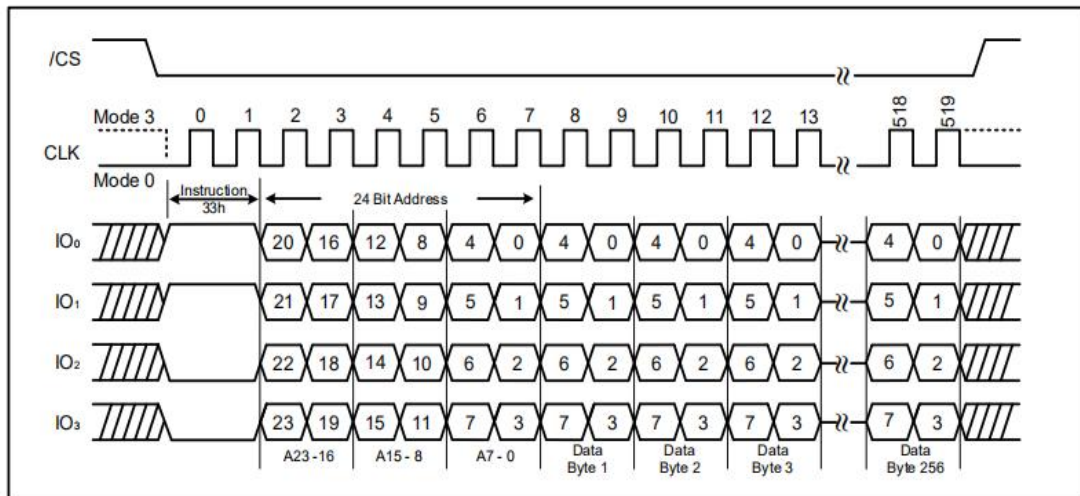 /CS
Mode 3 0 1 2 3 4 5 6 7 8 9 10 11 12 13 518 519
CLK
Mode 0
Instruction
33h
24 Bit Address
IO₀ 20 16 12 8 4 0 4 0 4 0 4 0 4 0
IO₁ 21 17 13 9 5 1 5 1 5 1 5 1 5 1
IO₂ 22 18 14 10 6 2 6 2 6 2 6 2 6 2
IO₃ 23 19 15 11 7 3 7 3 7 3 7 3 7 3
A23 - 16 A15 - 8 A7 - 0
Data
Byte 1
Data
Byte 2
Data
Byte 3
Data
Byte 256